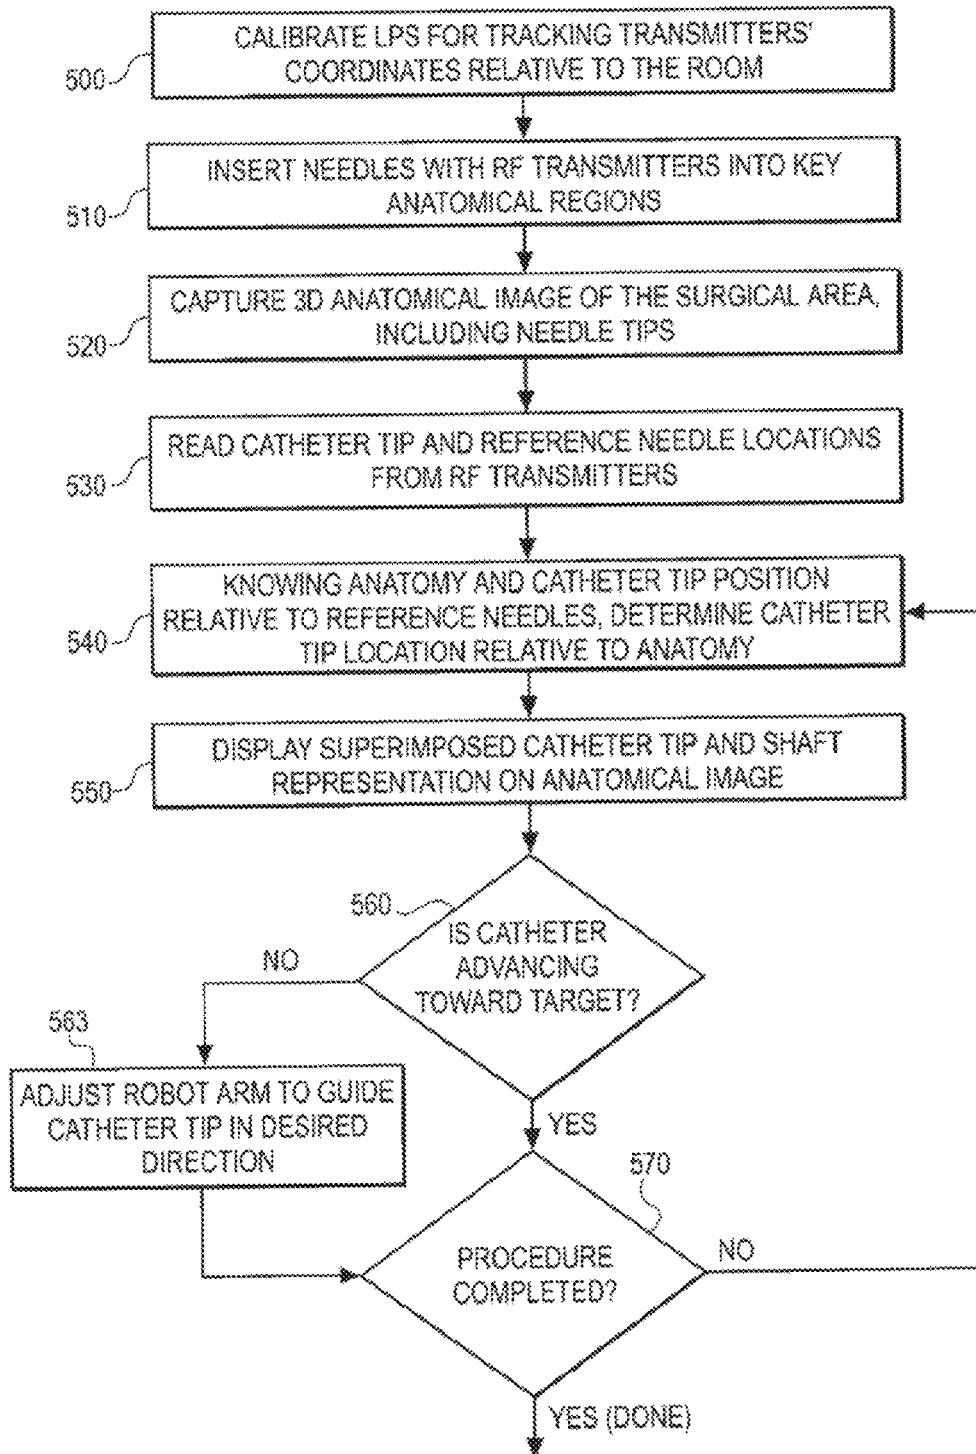 CALIBRATE LPS FOR TRACKING TRANSMITTERS'
COORDINATES RELATIVE TO THE ROOM
500
INSERT NEEDLES WITH RF TRANSMITTERS INTO KEY
ANATOMICAL REGIONS
510
CAPTURE 3D ANATOMICAL IMAGE OF THE SURGICAL AREA,
INCLUDING NEEDLE TIPS
520
READ CATHETER TIP AND REFERENCE NEEDLE LOCATIONS
FROM RF TRANSMITTERS
530
KNOWING ANATOMY AND CATHETER TIP POSITION
RELATIVE TO REFERENCE NEEDLES, DETERMINE CATHETER
TIP LOCATION RELATIVE TO ANATOMY
540
DISPLAY SUPERIMPOSED CATHETER TIP AND SHAFT
REPRESENTATION ON ANATOMICAL IMAGE
550
560
IS CATHETER
ADVANCING
TOWARD TARGET?
NO
563
ADJUST ROBOT ARM TO GUIDE
CATHETER TIP IN DESIRED
DIRECTION
YES
570
PROCEDURE
COMPLETED?
NO
YES (DONE)